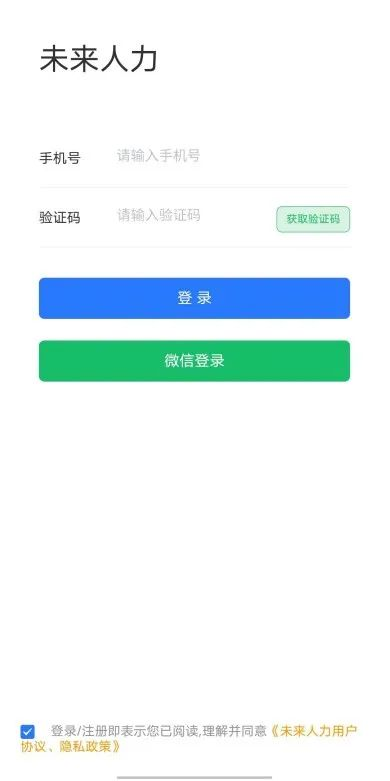 未来人力
手机号 请输入手机号
验证码 请输入验证码 获取验证码
登 录
微信登录
登录/注册即表示您已阅读,理解并同意《未来人力用户
协议、隐私政策》